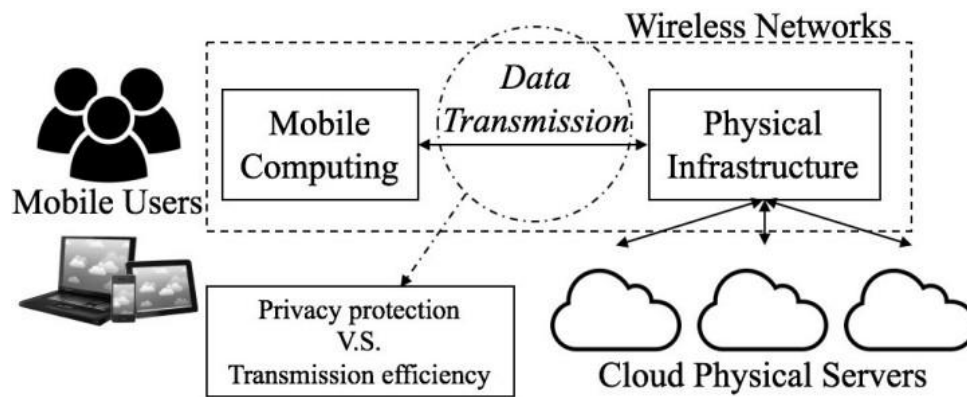 Wireless Networks
Data
Transmission
Mobile
Computing
Physical
Infrastructure
Mobile Users
Privacy protection
V.S.
Transmission efficiency
Cloud Physical Servers